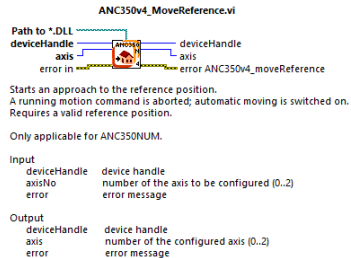 ANC350v4_MoveReference.vi
Path to *.DLL
deviceHandle deviceHandle
axis axis
error in error ANC350v4_moveReference
ANC350
4
Starts an approach to the reference position.
A running motion command is aborted; automatic moving is switched on.
Requires a valid reference position.
Only applicable for ANC350NUM.
Input
deviceHandle device handle
axisNo number of the axis to be configured (0..2)
error error message
Output
deviceHandle device handle
axis number of the configured axis (0..2)
error error message